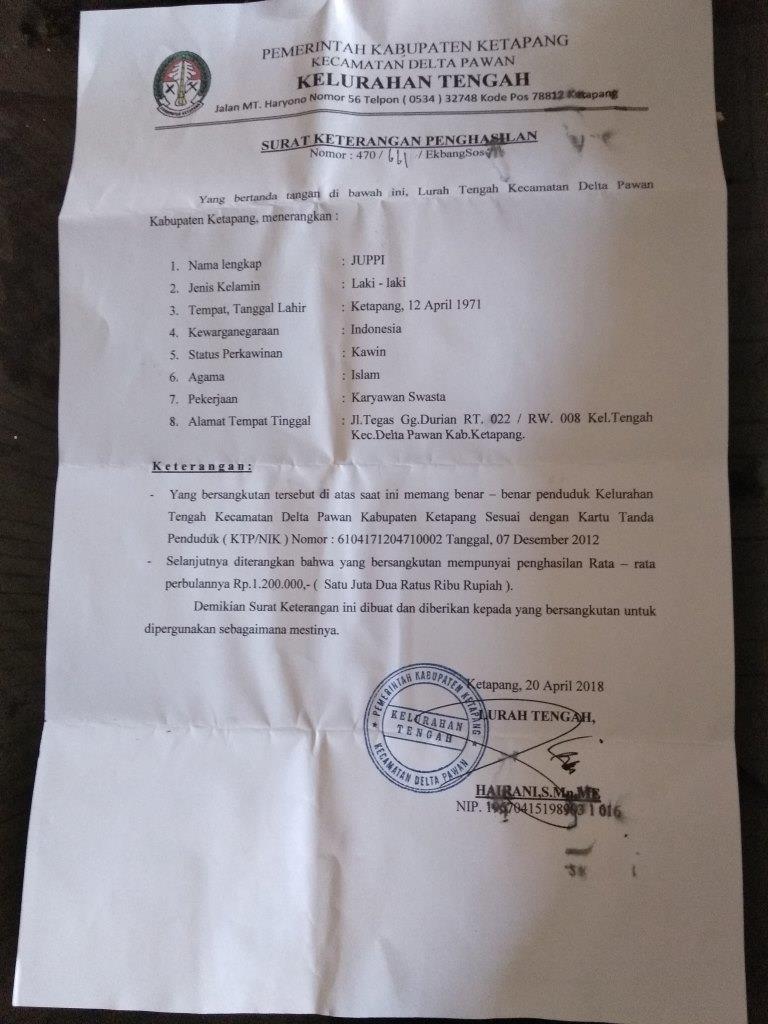 PEMERINTAH KABUPATEN KETAPANG
KECAMATAN DELTA PAWAN
KELURAHAN TENGAH
Jalan MT. Haryono Nomor 56 Telpon ( 0534 ) 32748 Kode Pos 78812 Ketapang
SURAT KETERANGAN PENGHASILAN
Nomor : 470 / 661 / EkbangSos
Yang bertanda tangan di bawah ini, Lurah Tengah Kecamatan Delta Pawan
Kabupaten Ketapang, menerangkan :
1. Nama lengkap : JUPPI
2. Jenis Kelamin : Laki - laki
3. Tempat, Tanggal Lahir : Ketapang, 12 April 1971
4. Kewarganegaraan : Indonesia
5. Status Perkawinan : Kawin
6. Agama : Islam
7. Pekerjaan : Karyawan Swasta
8. Alamat Tempat Tinggal : Jl.Tegas Gg.Durian RT. 022 / RW. 008 Kel.Tengah
Kec.Delta Pawan Kab.Ketapang.
Keterangan:
- Yang bersangkutan tersebut di atas saat ini memang benar – benar penduduk Kelurahan
Tengah Kecamatan Delta Pawan Kabupaten Ketapang Sesuai dengan Kartu Tanda
Penduduk ( KTP/NIK ) Nomor : 6104171204710002 Tanggal, 07 Desember 2012
- Selanjutnya diterangkan bahwa yang bersangkutan mempunyai penghasilan Rata – rata
perbulannya Rp.1.200.000,- ( Satu Juta Dua Ratus Ribu Rupiah ).
Demikian Surat Keterangan ini dibuat dan diberikan kepada yang bersangkutan untuk
dipergunakan sebagaimana mestinya.
Ketapang, 20 April 2018
LURAH TENGAH,
PEMERINTAH KABUPATEN KETAPANG
KELURAHAN
TENGAH
KECAMATAN DELTA PAWAN
HAIRANI,S.Mn,ME
NIP.